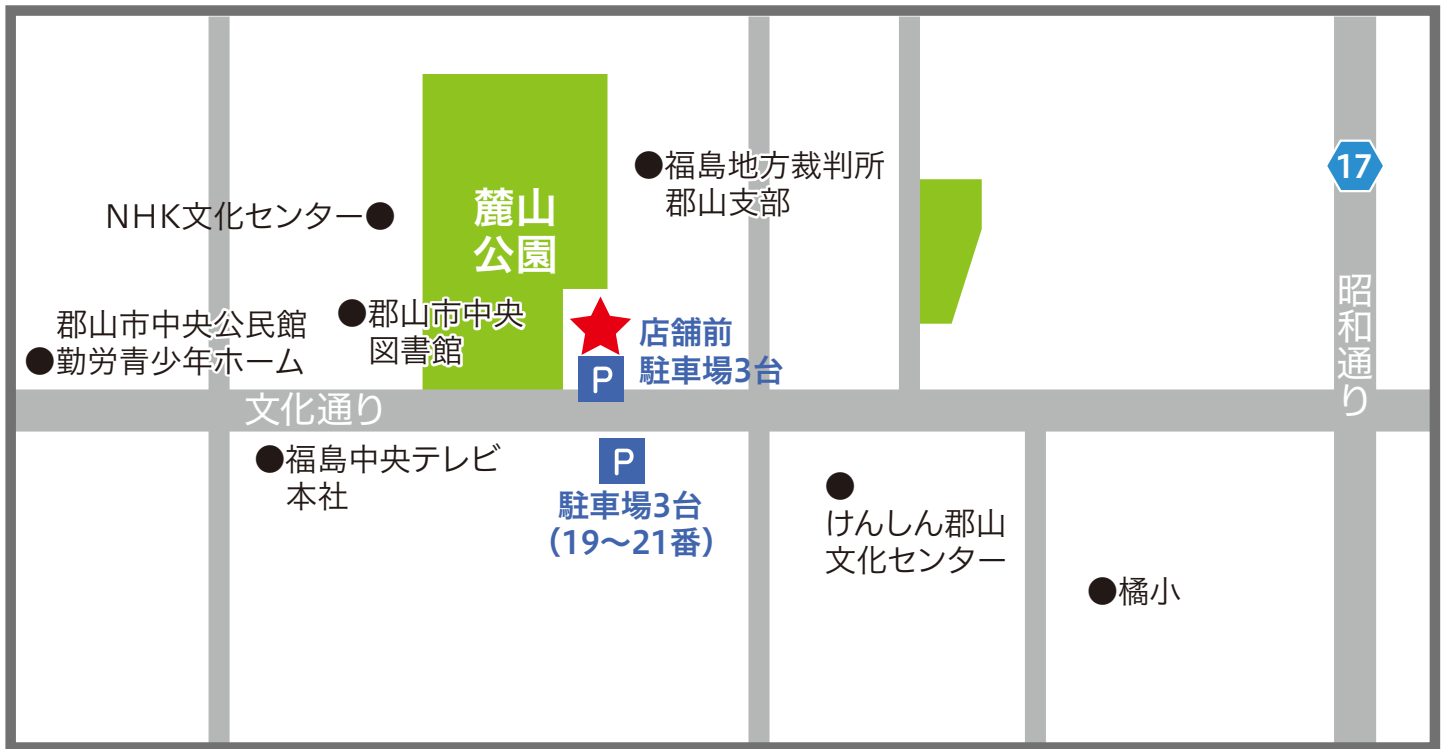 17
●福島地方裁判所
郡山支部
麓山
公園
NHK文化センター●
昭和通り
●郡山市中央
図書館
郡山市中央公民館
●勤労青少年ホーム
店舗前
駐車場3台
P
文化通り
●福島中央テレビ
本社
P
駐車場3台
(19〜21番)
●
けんしん郡山
文化センター
●橘小